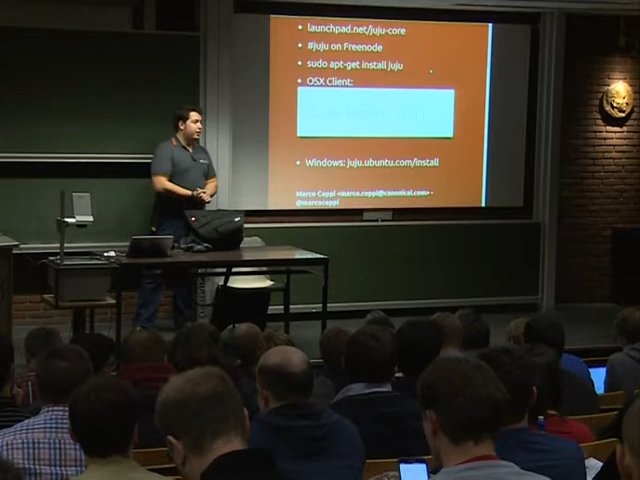 launchpad.net/juju-core
#juju on Freenode
sudo apt-get install juju
OSX Client:
Windows: juju.ubuntu.com/install
Marco Ceppi <marco.ceppi@canonical.com> -
@marcoceppi